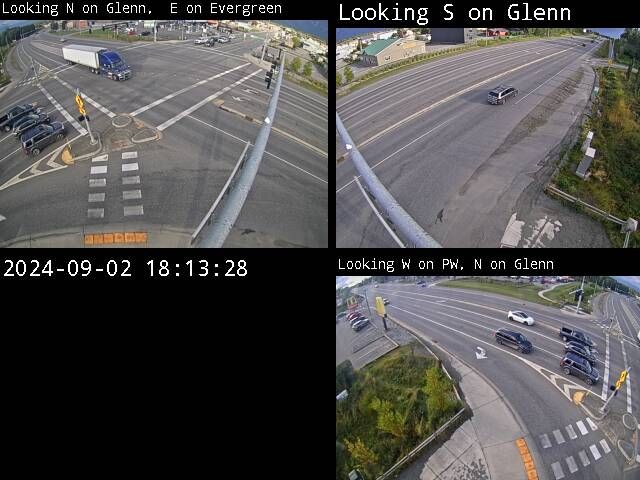 Looking N on Glenn,  E on Evergreen
Looking S on Glenn
2024-09-02 18:13:28
Looking W on PW, N on Glenn